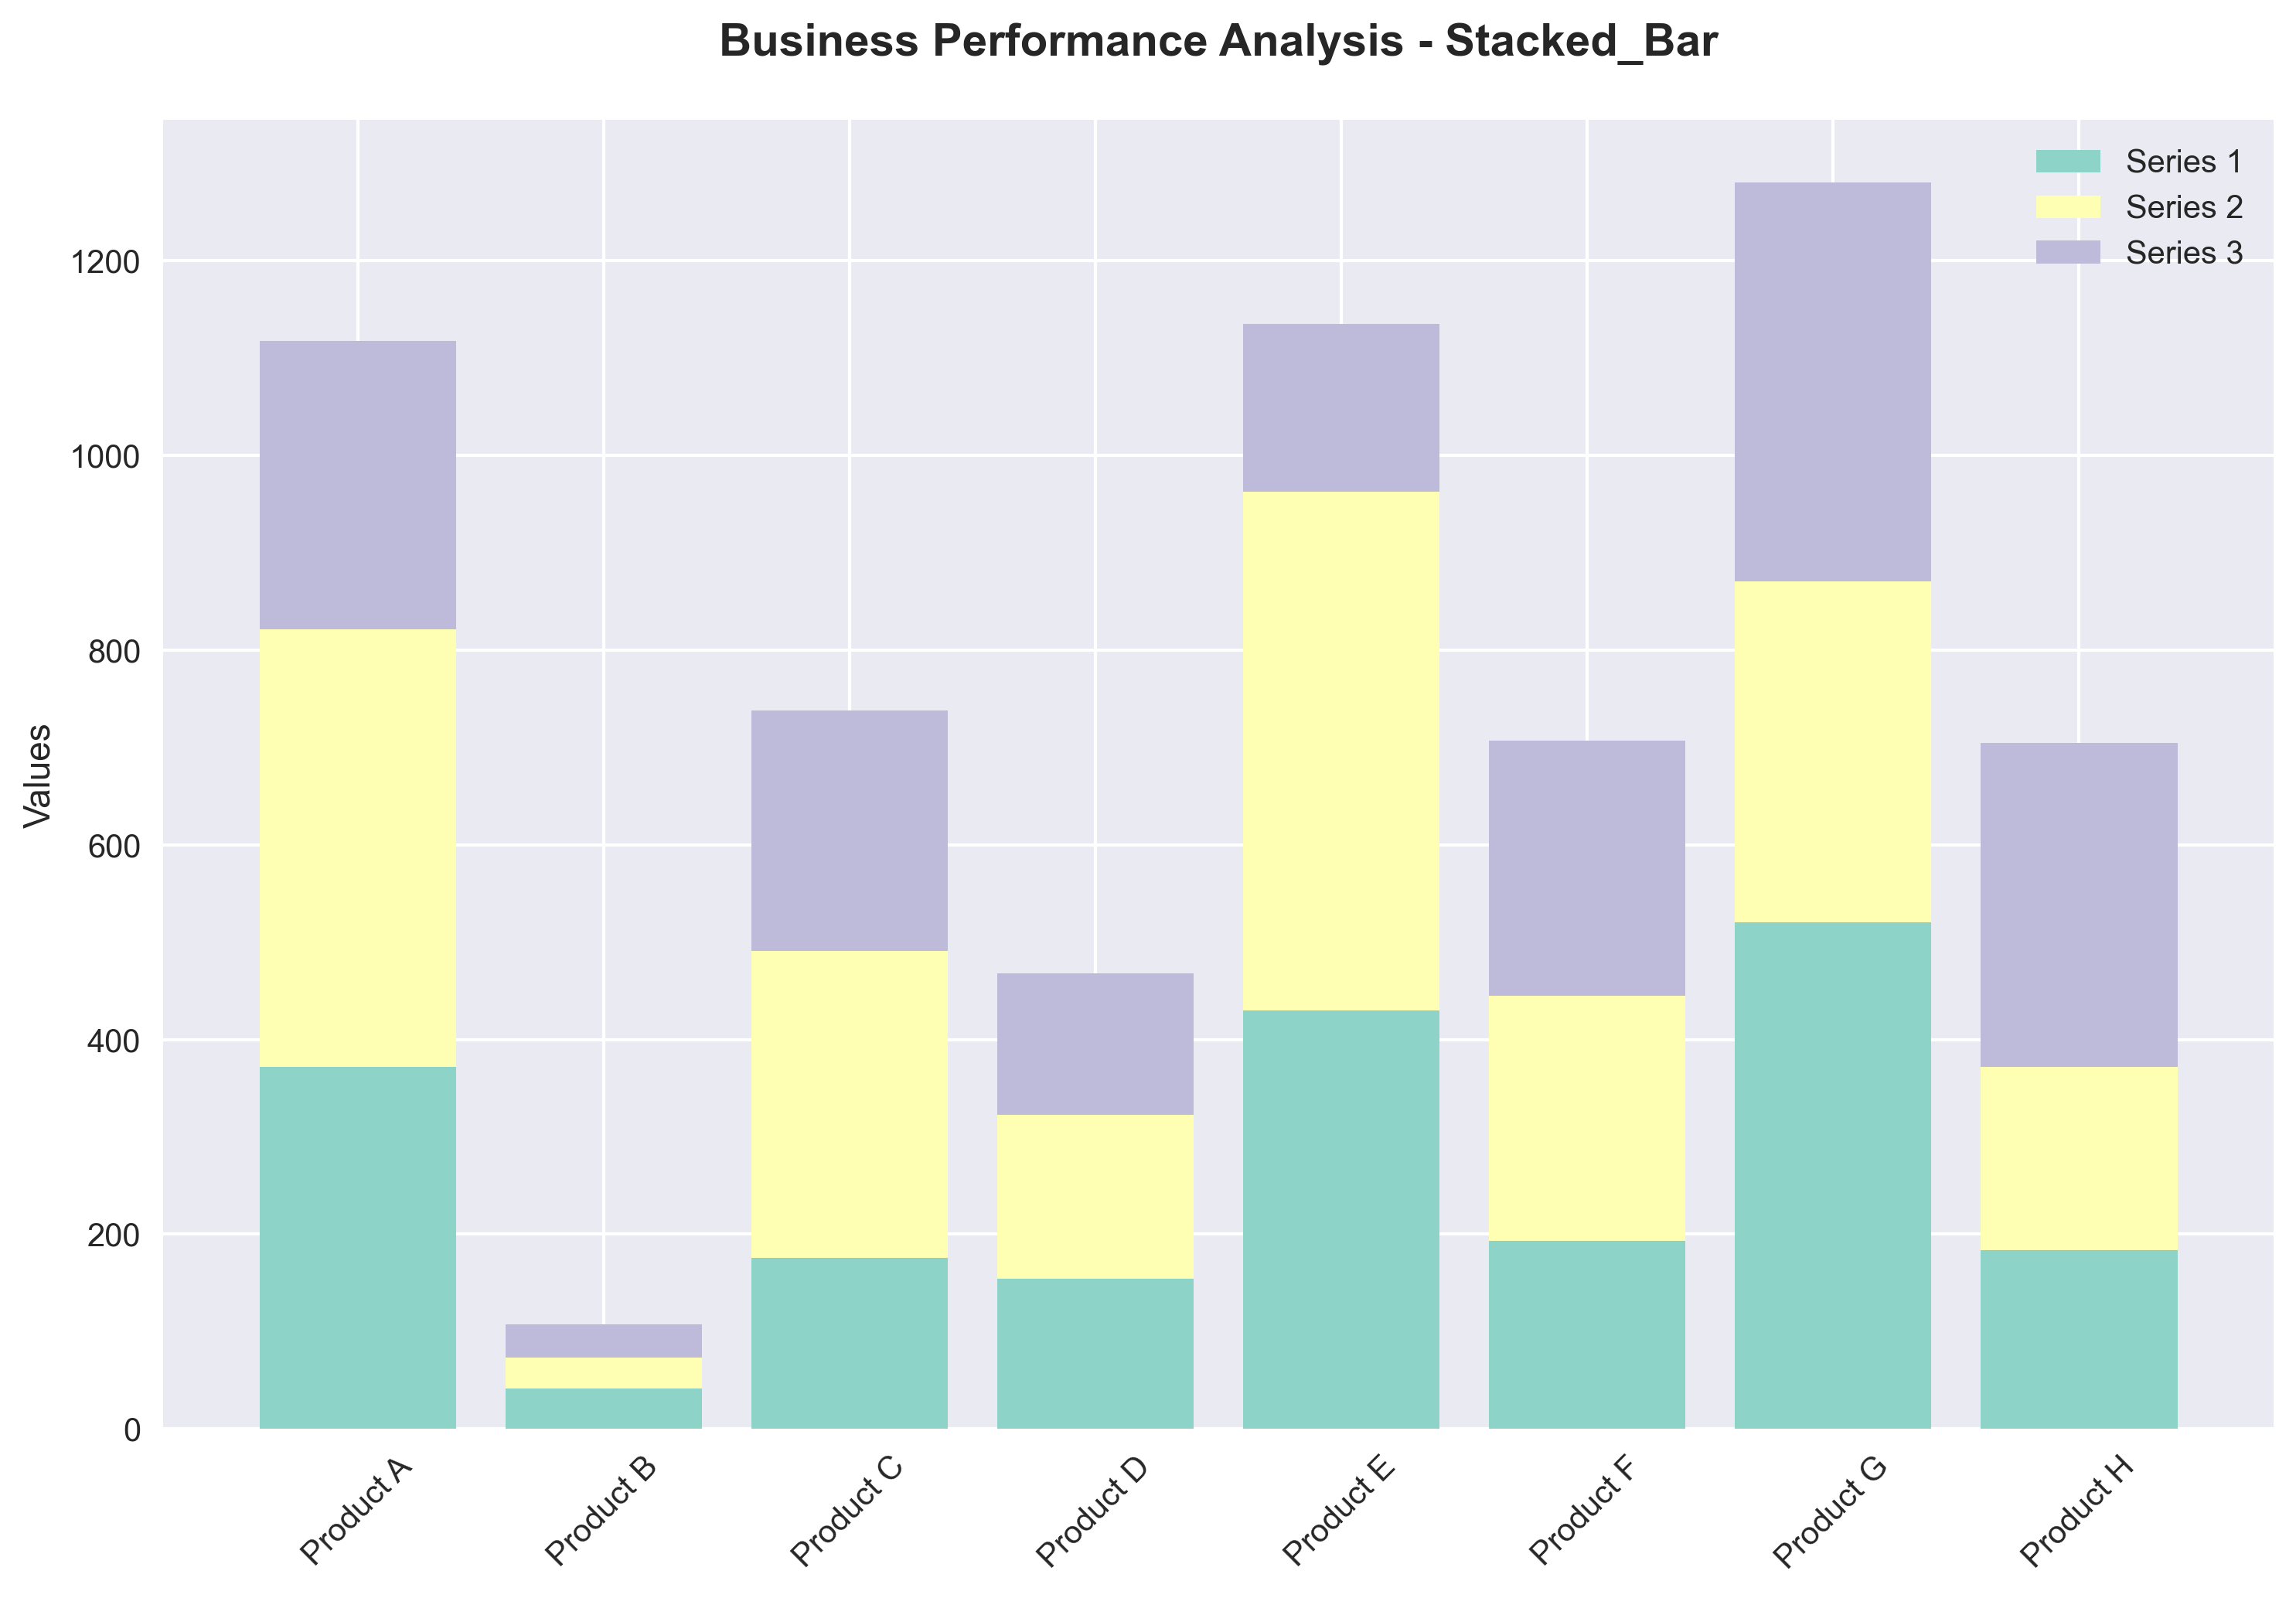 Business Performance Analysis - Stacked_Bar
Series 1
Series 2
Series 3
1200
1000
800
600
400
200
0
Values
Product A
Product B
Product C
Product D
Product E
Product F
Product G
Product H